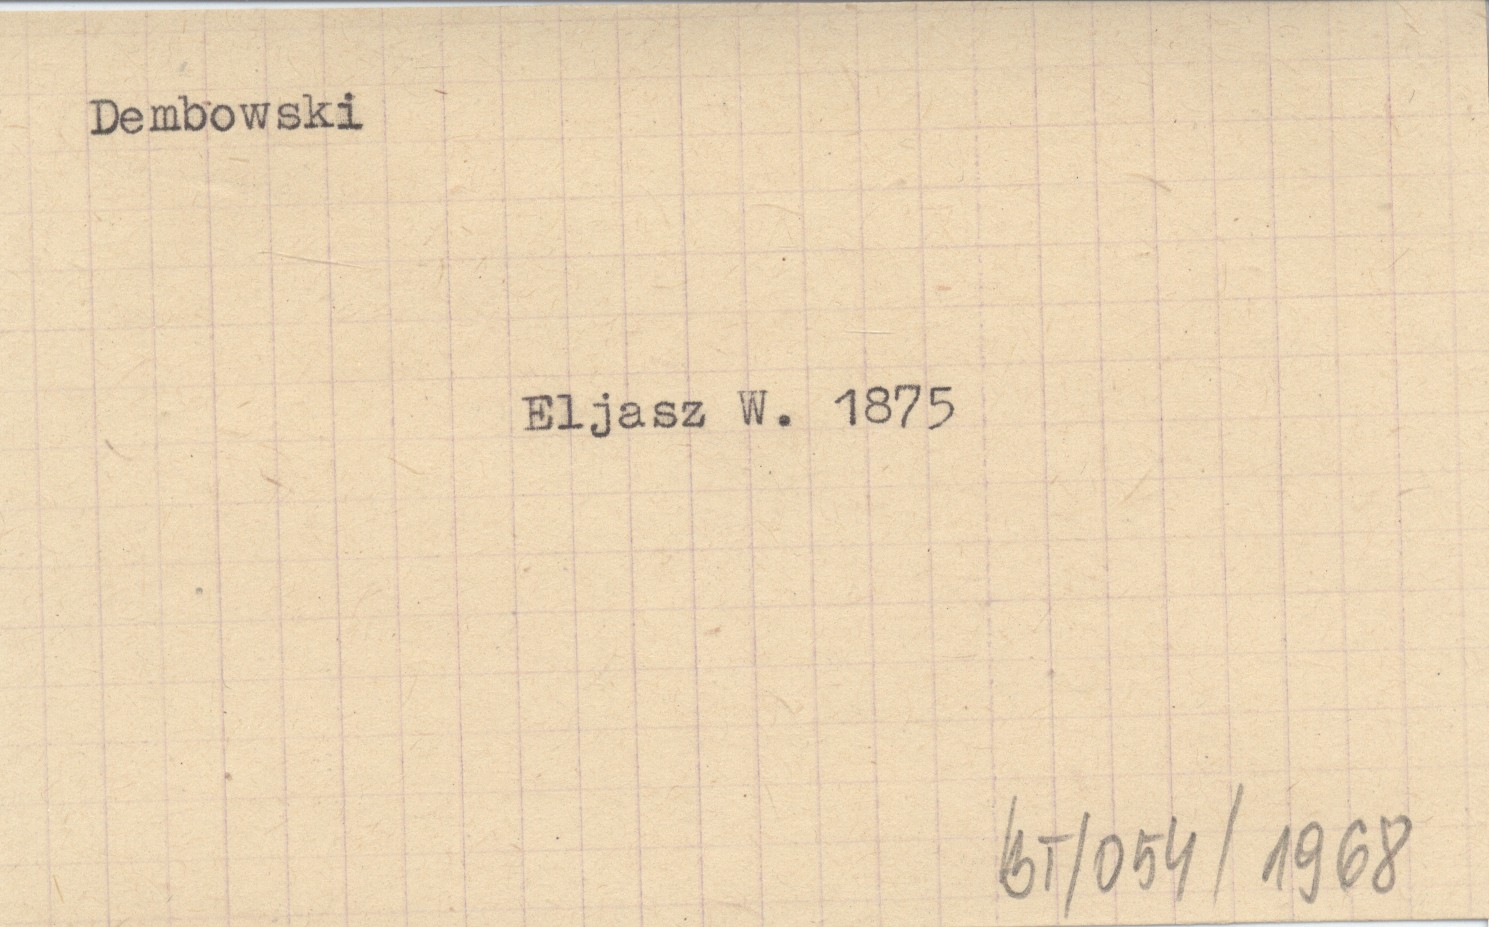 Dembowski
Eljasz W. 1875
BT/054/1968